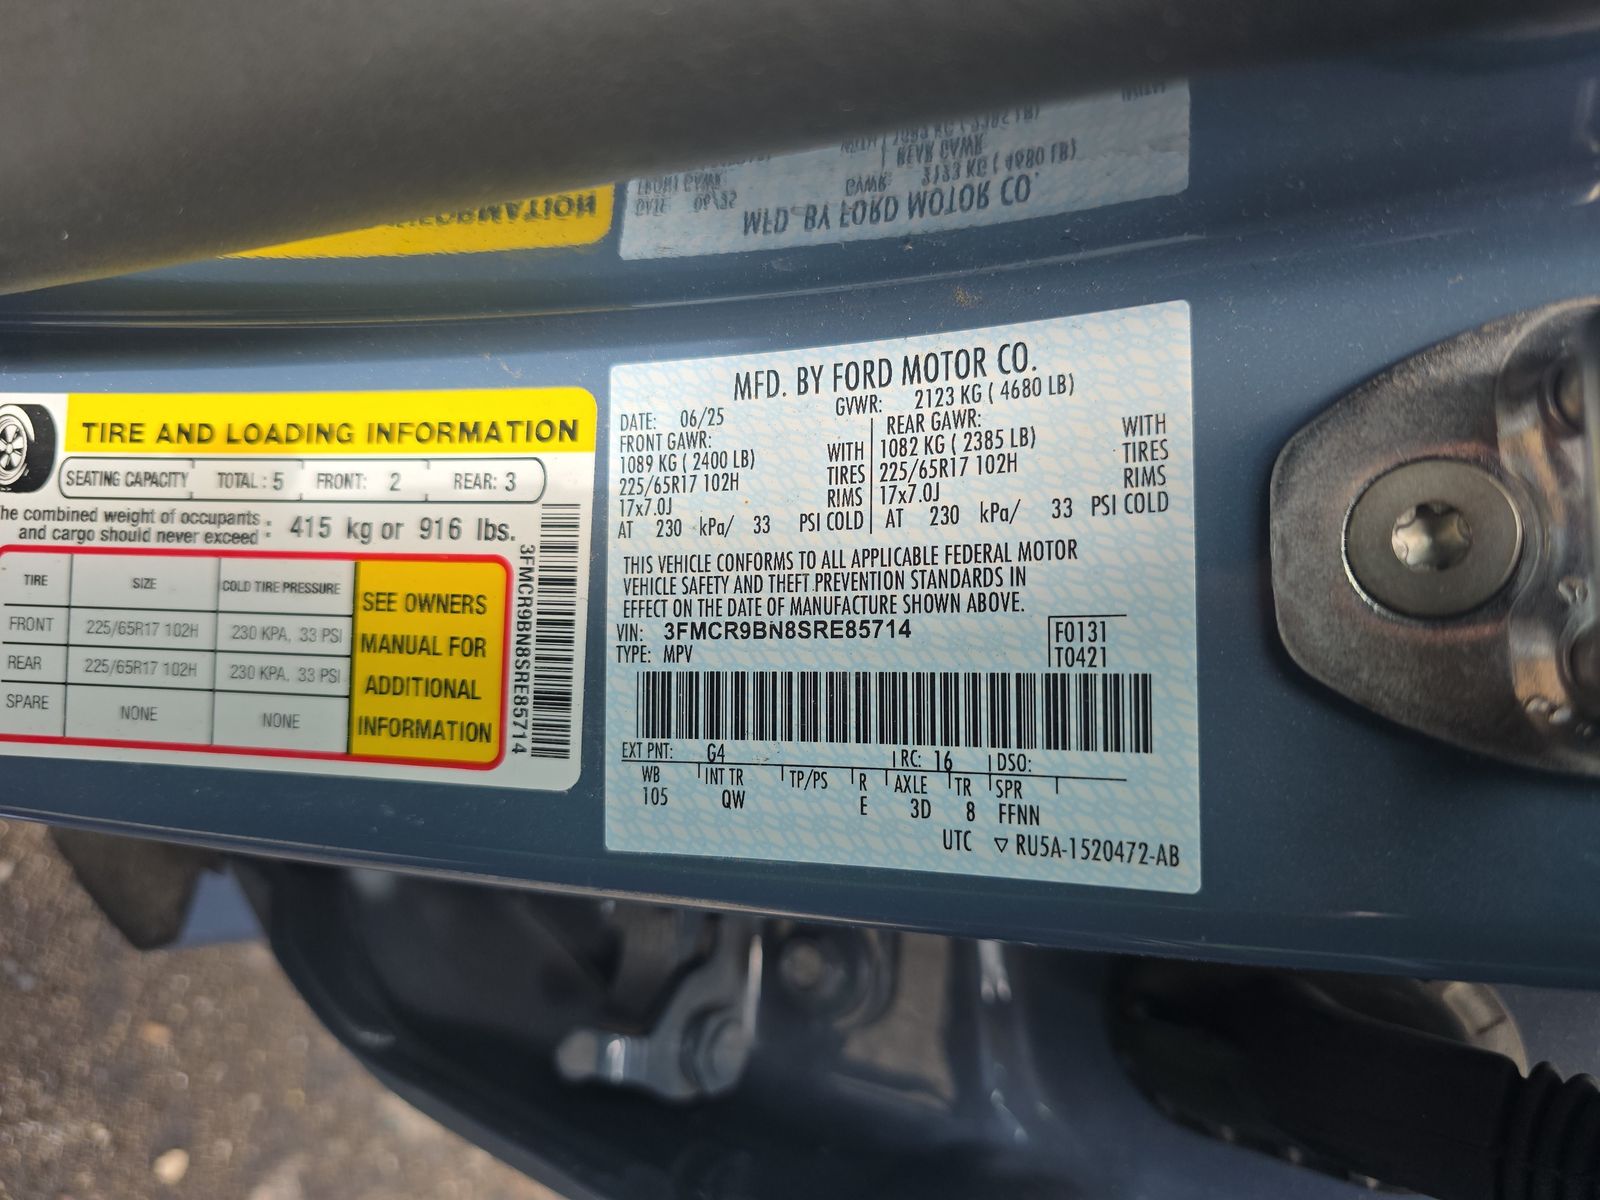 TIRE AND LOADING INFORMATION
SEATING CAPACITY TOTAL: 5 FRONT: 2 REAR: 3
he combined weight of occupants
and cargo should never exceed : 415 kg or 916 lbs.
TIRE SIZE COLD TIRE PRESSURE
FRONT 225/65R17 102H 230 KPA, 33 PSI
REAR 225/65R17 102H 230 KPA, 33 PSI
SPARE NONE NONE
SEE OWNERS
MANUAL FOR
ADDITIONAL
INFORMATION
3FMCR9BN8SRE85714
MFD. BY FORD MOTOR CO.
DATE: 06/25 GVWR: 2123 KG ( 4680 LB)
FRONT GAWR:
1089 KG ( 2400 LB) WITH
225/65R17 102H TIRES
17x7.0J RIMS
AT 230 kPa/ 33 PSI COLD
REAR GAWR: WITH
1082 KG ( 2385 LB) TIRES
225/65R17 102H RIMS
17x7.0J
AT 230 kPa/ 33 PSI COLD
THIS VEHICLE CONFORMS TO ALL APPLICABLE FEDERAL MOTOR
VEHICLE SAFETY AND THEFT PREVENTION STANDARDS IN
EFFECT ON THE DATE OF MANUFACTURE SHOWN ABOVE.
VIN: 3FMCR9BN8SRE85714 F0131
TYPE: MPV T0421
EXT PNT: G4 RC: 16 DSO:
WB INT TR TP/PS R AXLE TR SPR
105 QW E 3D 8 FFNN
UTC ▽ RU5A-1520472-AB